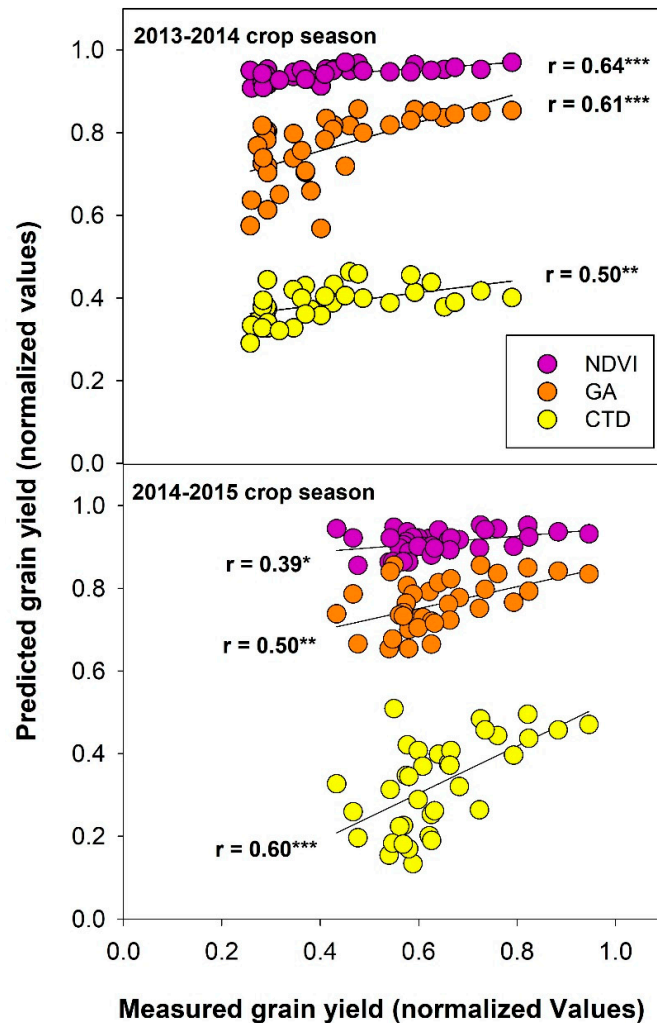 2013-2014 crop season
r = 0.64***
r = 0.61***
r = 0.50**
NDVI
GA
CTD
1.0
0.8
0.6
0.4
0.2
0.0
2014-2015 crop season
r = 0.39*
r = 0.50**
r = 0.60***
1.0
0.8
0.6
0.4
0.2
0.0
0.0 0.2 0.4 0.6 0.8 1.0
Predicted grain yield (normalized values)
Measured grain yield (normalized Values)